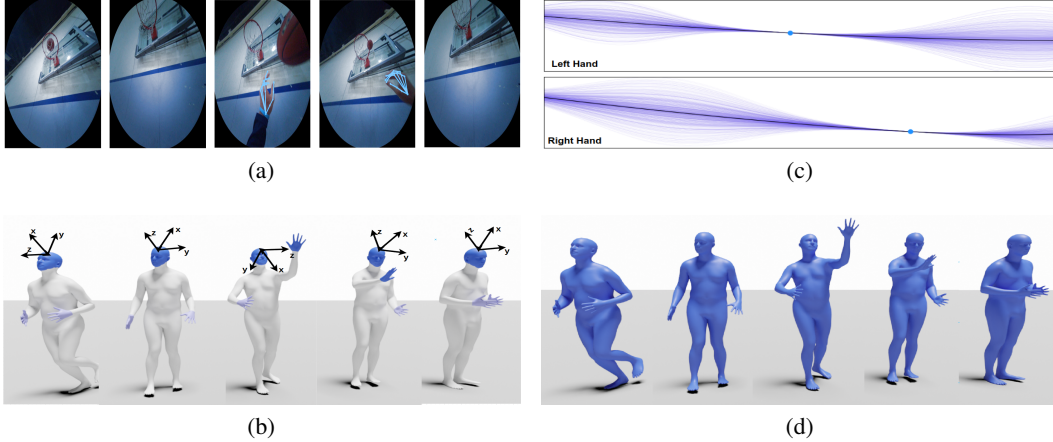 Left Hand
Right Hand
(a)
(c)
x y z
x z y
y x z
z x y
z x y
(b)
(d)